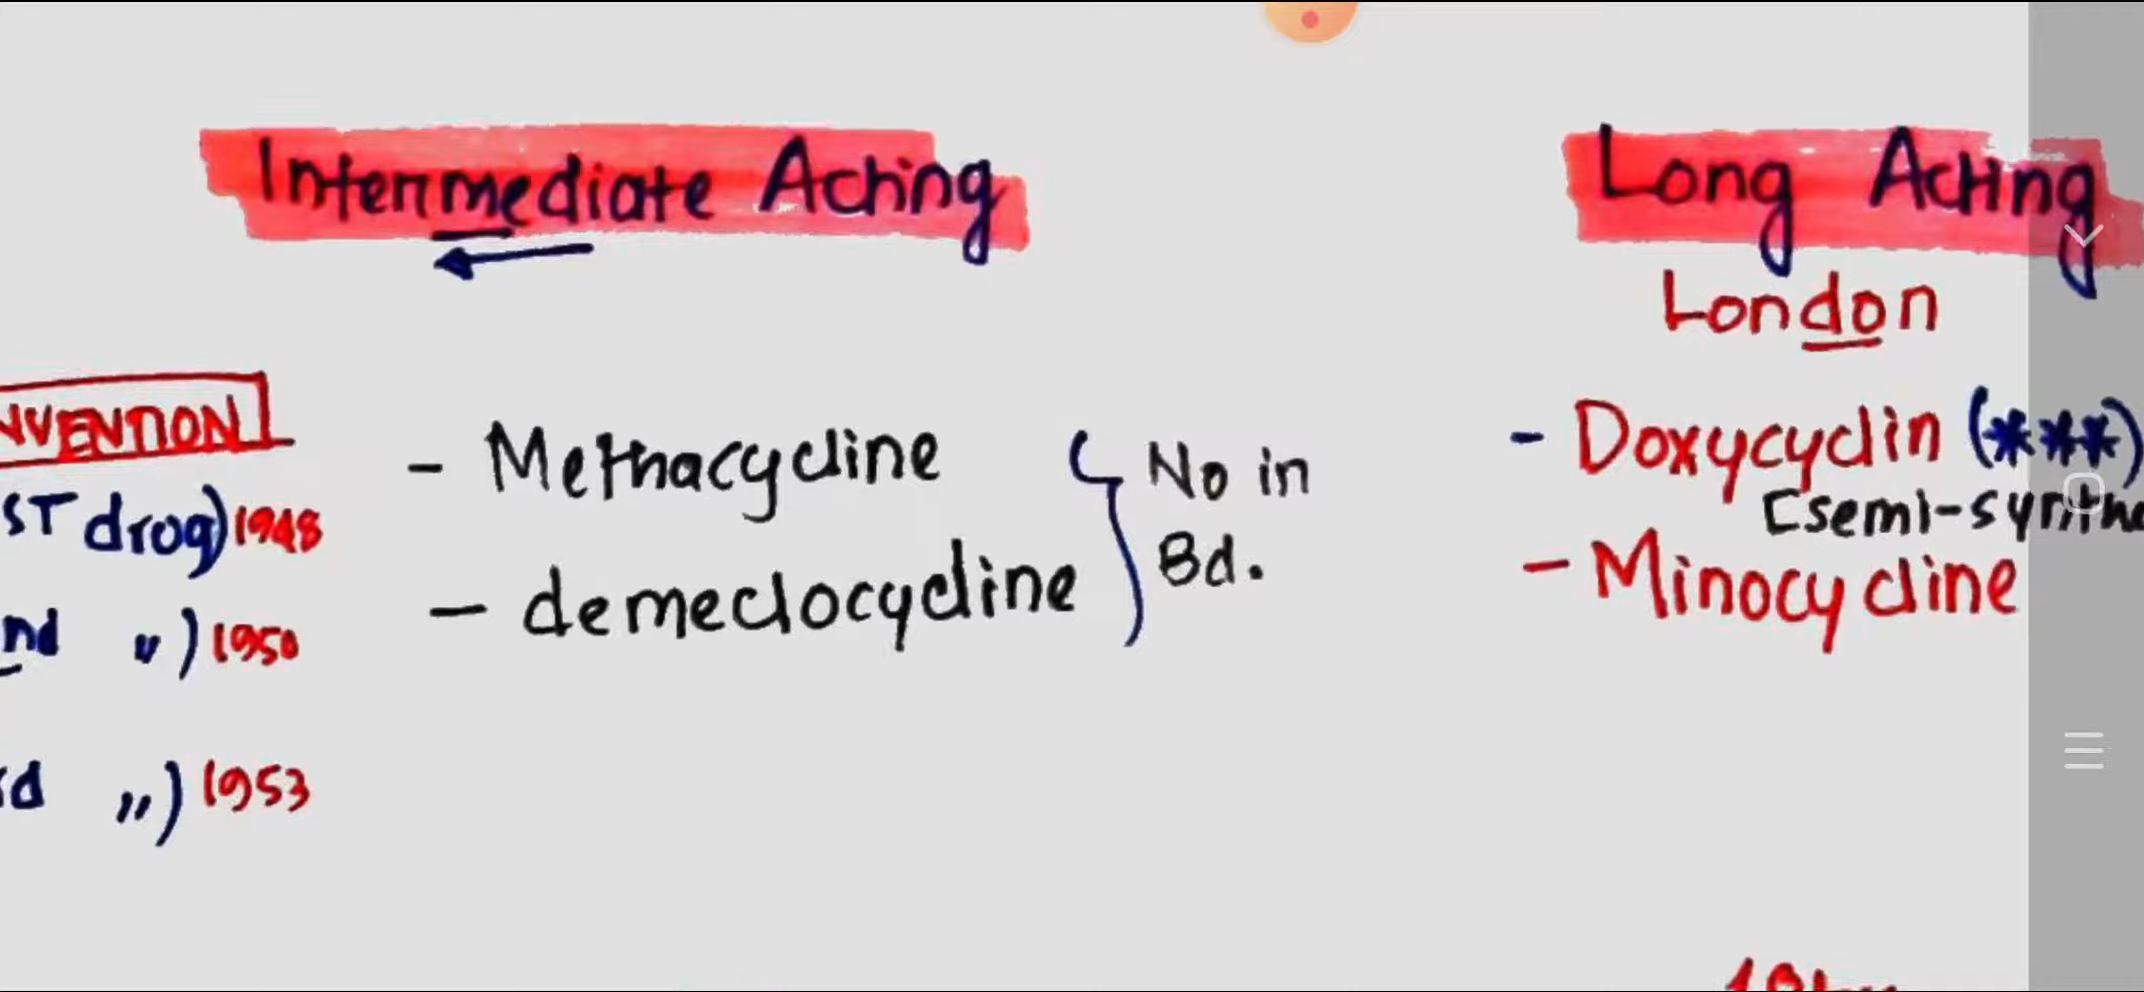 Intermediate Acting
Long Acting
London
NVENTION
ST drug) 1948
nd " ) 1950
rd " ) 1953
- Methacycline
- demeclocycline
No in
Bd.
- Doxycyclin (***)
[semi-synthe
- Minocycline